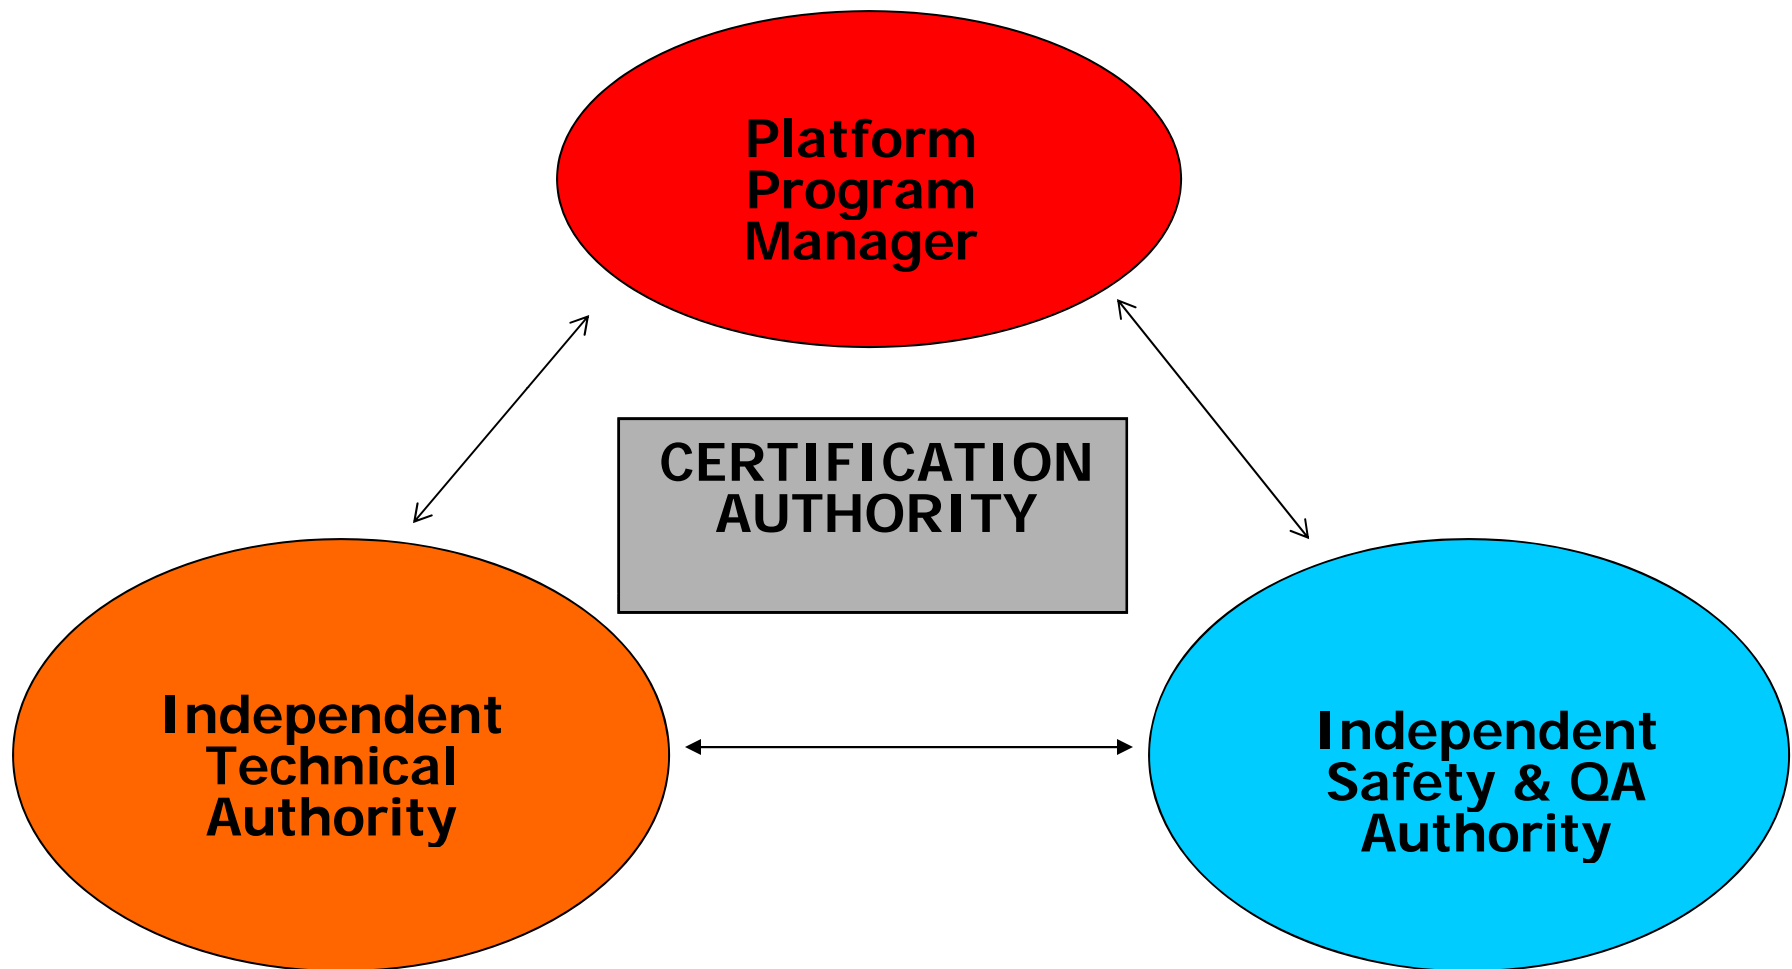 Platform
Program
Manager
CERTIFICATION
AUTHORITY
Independent
Technical
Authority
Independent
Safety & QA
Authority